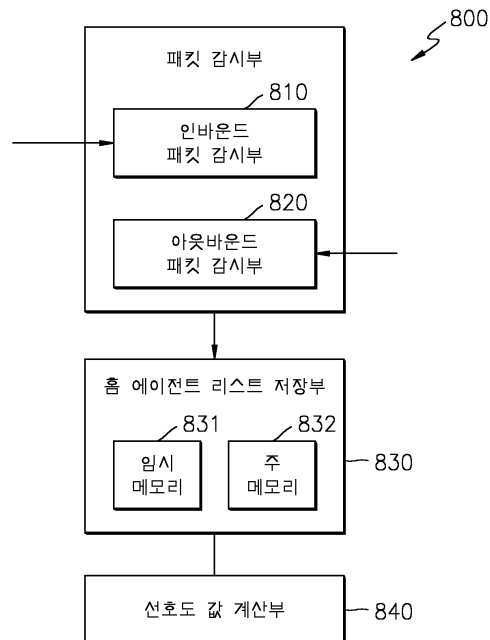 800
패킷 감시부
810
인바운드
패킷 감시부
820
아웃바운드
패킷 감시부
홈 에이전트 리스트 저장부
831
832
임시
메모리
주
메모리
830
선호도 값 계산부
840